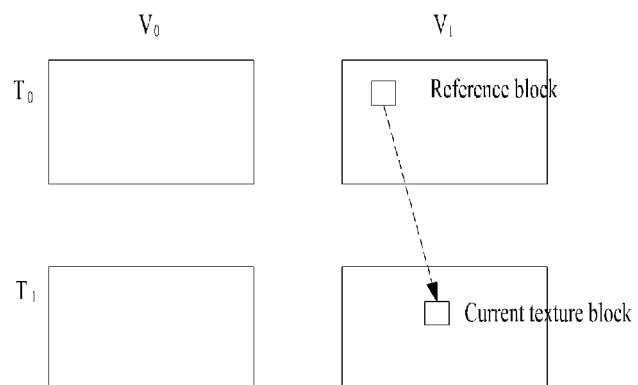 V0 V1
T0 Reference block
T1
Current texture block